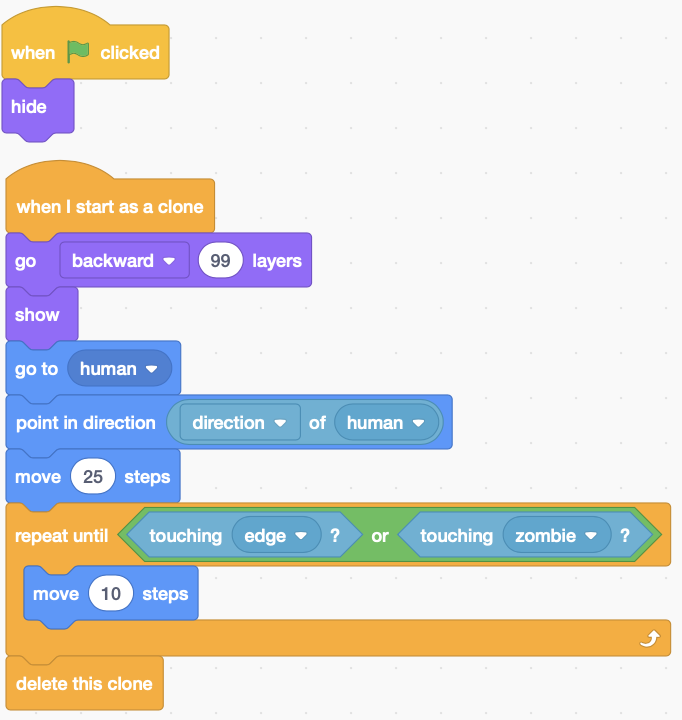 when clicked
hide
when I start as a clone
go backward 99 layers
show
go to human
point in direction direction of human
move 25 steps
repeat until touching edge ? or touching zombie ?
move 10 steps
delete this clone